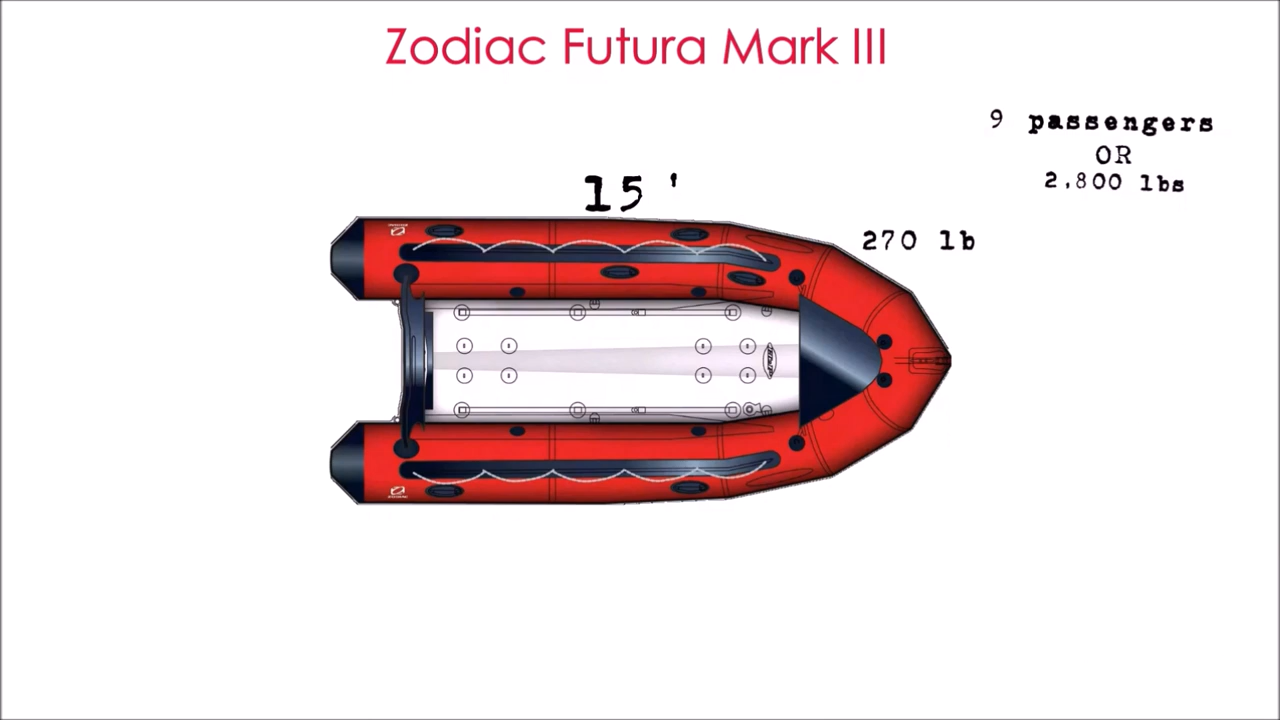 Zodiac Futura Mark III
9 passengers
OR
2,800 lbs
15 '
270 lb